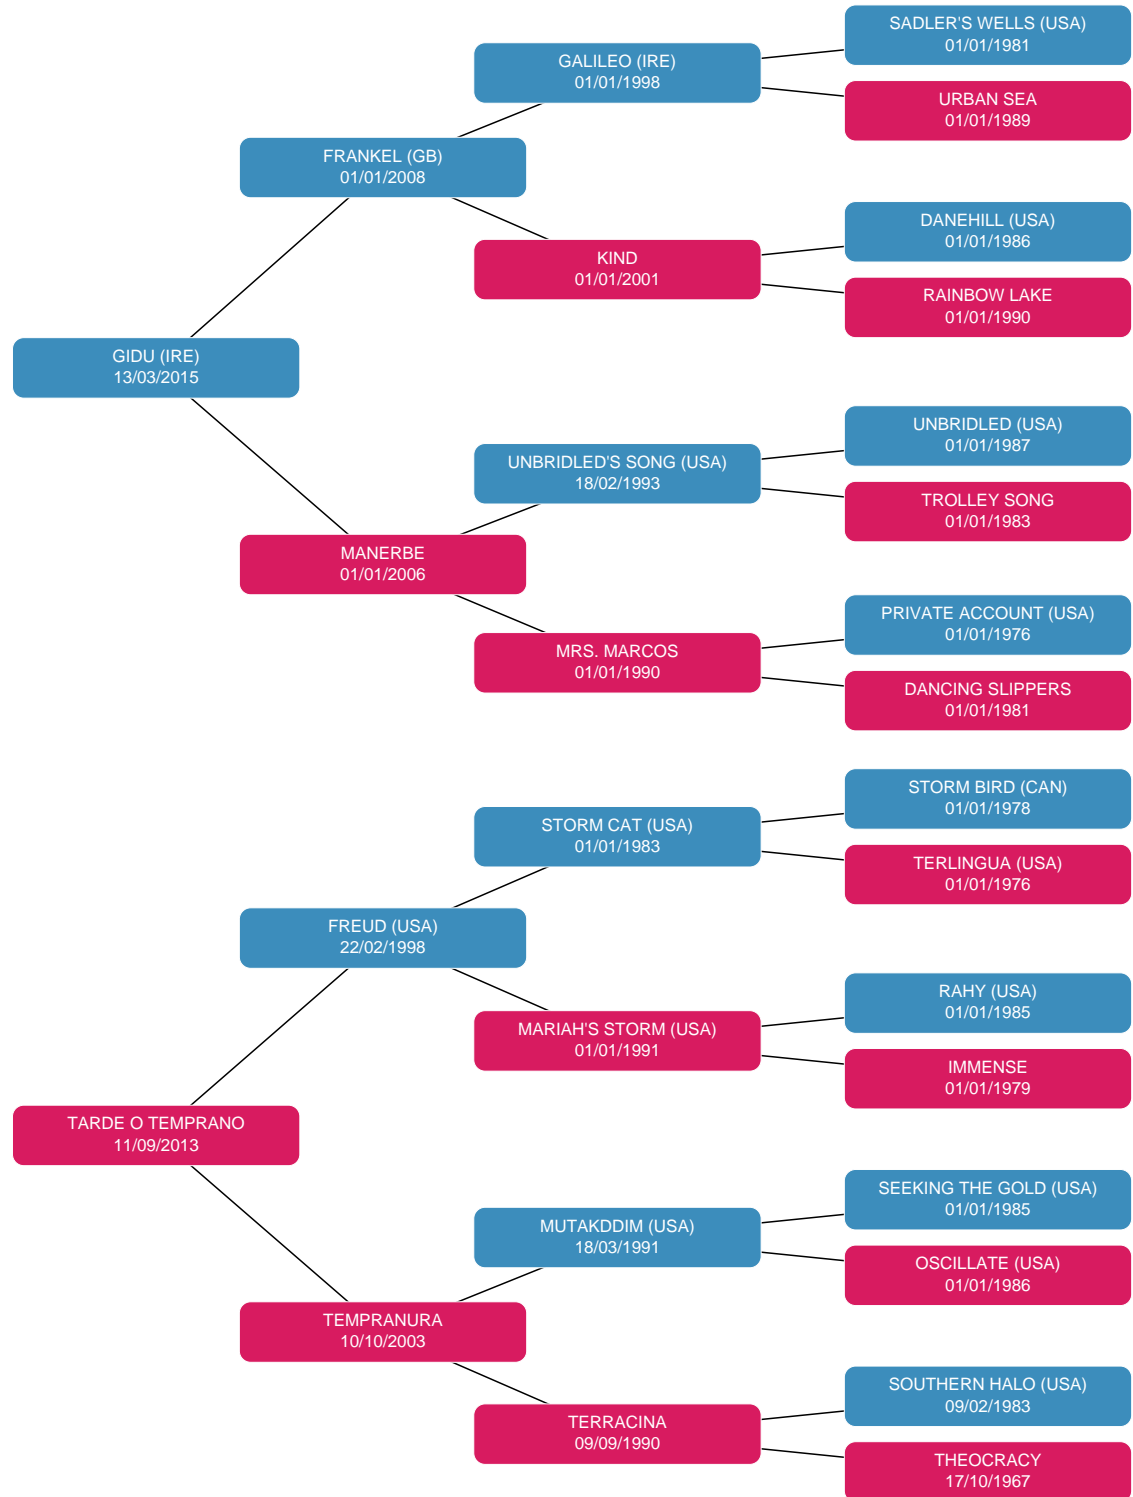 SADLER'S WELLS (USA)
01/01/1981
GALILEO (IRE)
01/01/1998
URBAN SEA
01/01/1989
FRANKEL (GB)
01/01/2008
DANEHILL (USA)
01/01/1986
KIND
01/01/2001
RAINBOW LAKE
01/01/1990
GIDU (IRE)
13/03/2015
UNBRIDLED (USA)
01/01/1987
UNBRIDLED'S SONG (USA)
18/02/1993
TROLLEY SONG
01/01/1983
MANERBE
01/01/2006
PRIVATE ACCOUNT (USA)
01/01/1976
MRS. MARCOS
01/01/1990
DANCING SLIPPERS
01/01/1981
STORM BIRD (CAN)
01/01/1978
STORM CAT (USA)
01/01/1983
TERLINGUA (USA)
01/01/1976
FREUD (USA)
22/02/1998
RAHY (USA)
01/01/1985
MARIAH'S STORM (USA)
01/01/1991
IMMENSE
01/01/1979
TARDE O TEMPRANO
11/09/2013
SEEKING THE GOLD (USA)
01/01/1985
MUTAKDDIM (USA)
18/03/1991
OSCILLATE (USA)
01/01/1986
TEMPRANURA
10/10/2003
SOUTHERN HALO (USA)
09/02/1983
TERRACINA
09/09/1990
THEOCRACY
17/10/1967